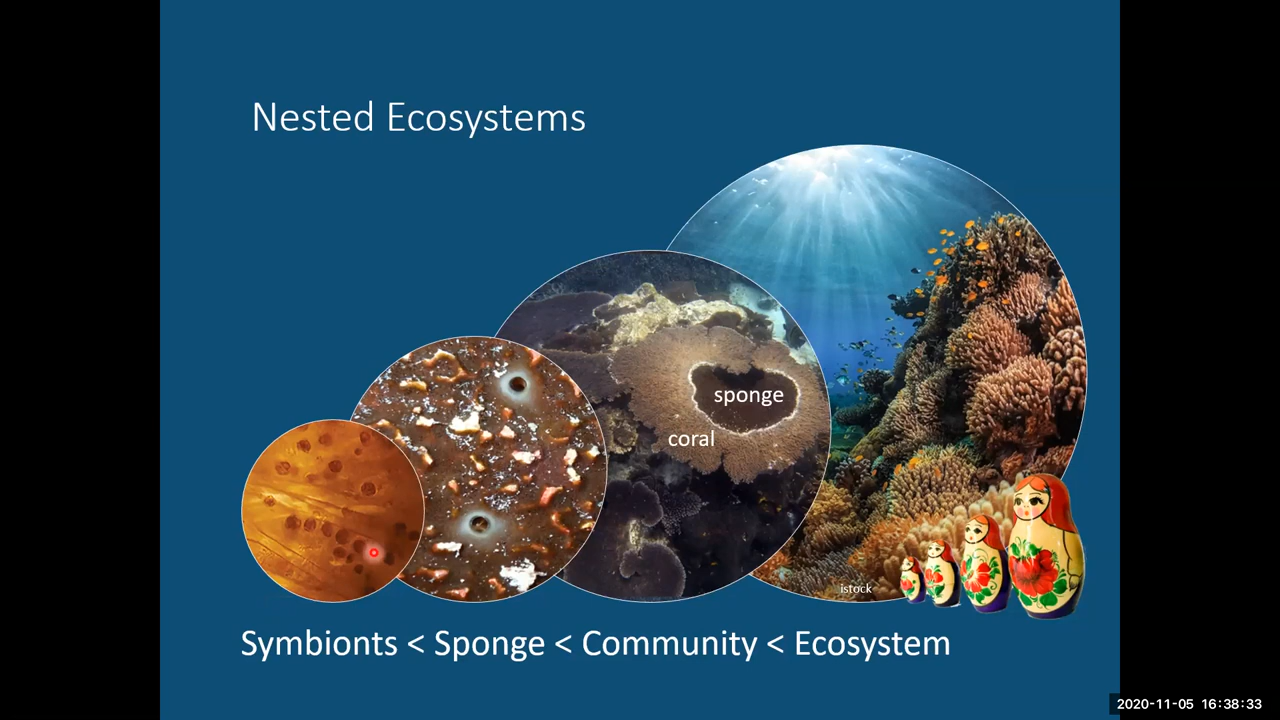 Nested Ecosystems
sponge
coral
istock
Symbionts < Sponge < Community < Ecosystem
2020-11-05 16:38:33